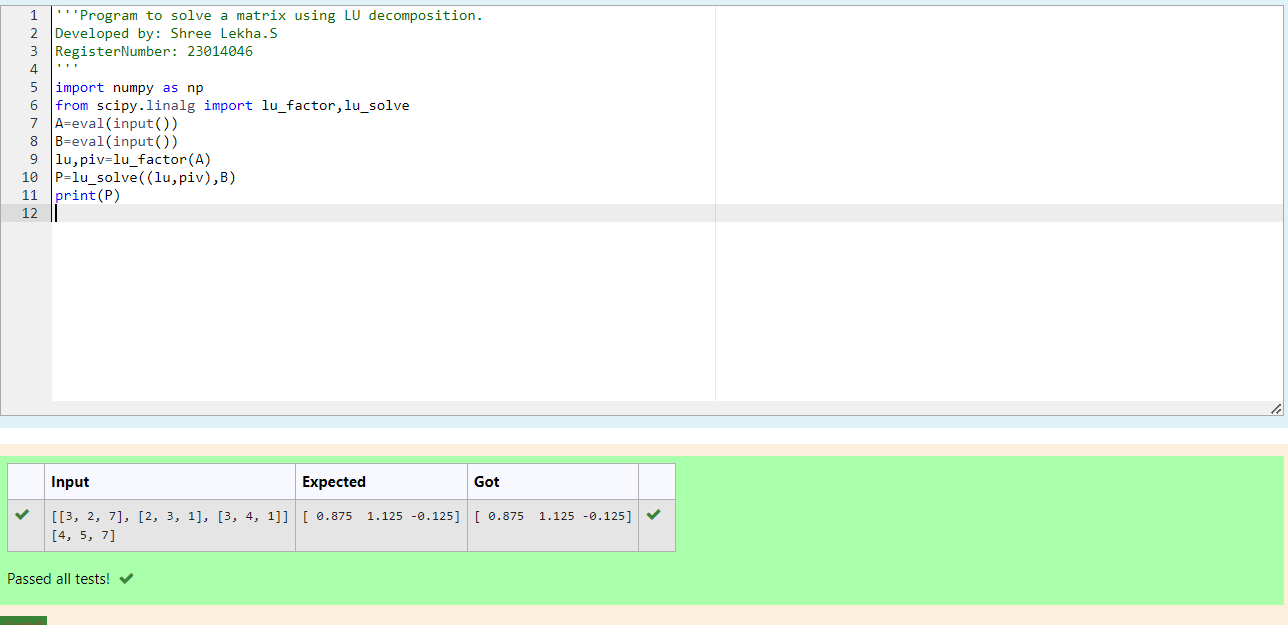 1 '''Program to solve a matrix using LU decomposition.
2 Developed by: Shree Lekha.S
3 RegisterNumber: 23014046
4 '''
5 import numpy as np
6 from scipy.linalg import lu_factor,lu_solve
7 A=eval(input())
8 B=eval(input())
9 lu,piv=lu_factor(A)
10 P=lu_solve((lu,piv),B)
11 print(P)
12
Input Expected Got
[[3, 2, 7], [2, 3, 1], [3, 4, 1]] [ 0.875  1.125 -0.125] [ 0.875  1.125 -0.125]
[4, 5, 7]
Passed all tests!